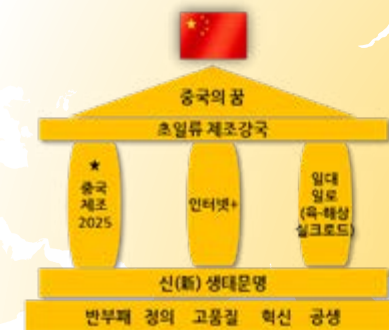 중국의 꿈
초일류 제조강국
★
중국
제조
2025
인터넷+
일대
일로
(육·해상
실크로드)
신(新) 생태문명
반부패 정의 고품질 혁신 공생